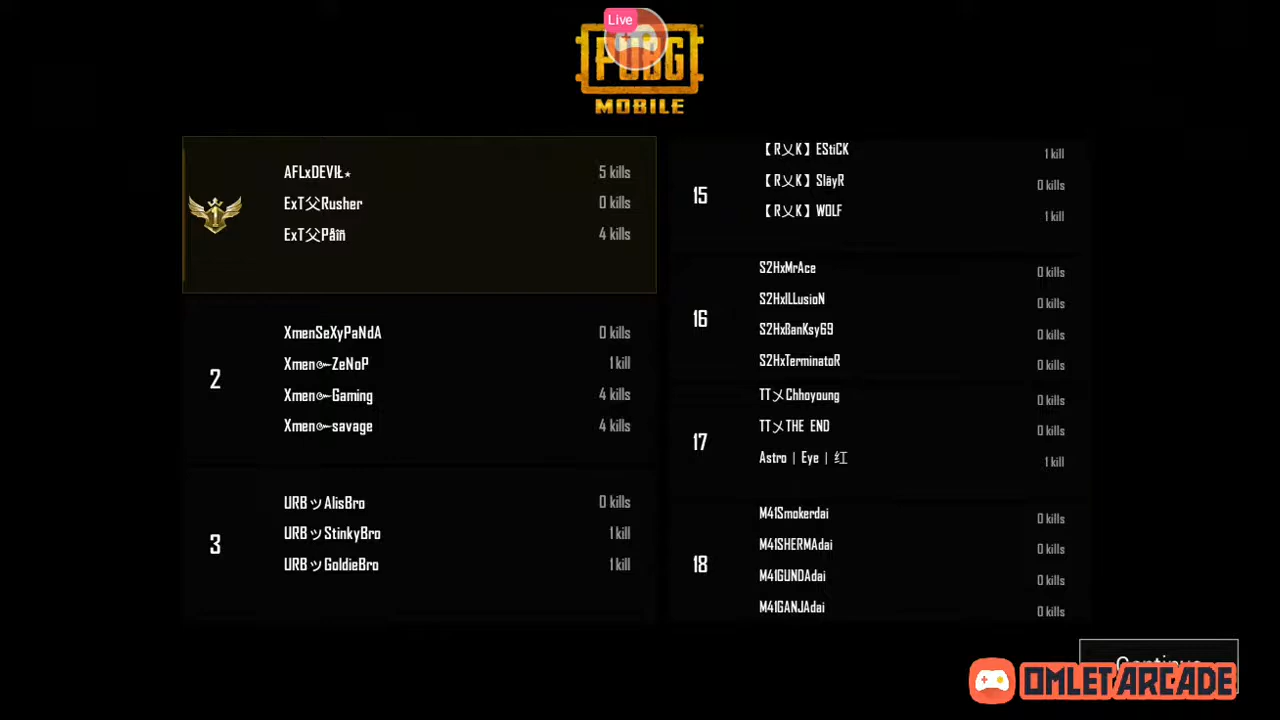 Live
PUBG
MOBILE
1
AFLxDEVIŁ★ 5 kills
ExT父Rusher 0 kills
ExT父Påîñ 4 kills
2
XmenSeXyPaNdA 0 kills
Xmen๛ZeNoP 1 kill
Xmen๛Gaming 4 kills
Xmen๛savage 4 kills
3
URBッAlisBro 0 kills
URBッStinkyBro 1 kill
URBッGoldieBro 1 kill
15
【R乂K】EStiCK 1 kill
【R乂K】SlāyR 0 kills
【R乂K】WOLF 1 kill
16
S2HxMrAce 0 kills
S2HxILLusioN 0 kills
S2HxBanKsy69 0 kills
S2HxTerminatoR 0 kills
17
TTメChhoyoung 0 kills
TTメTHE END 0 kills
Astro | Eye | 红 1 kill
18
M41Smokerdai 0 kills
M41SHERMAdai 0 kills
M41GUNDAdai 0 kills
M41GANJAdai 0 kills
Continue
OMLET ARCADE